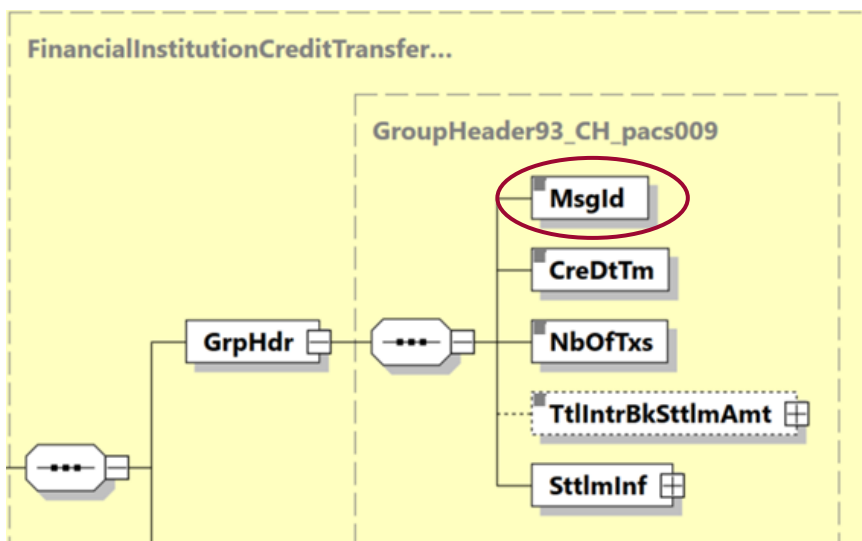 FinancialInstitutionCreditTransfer...
GroupHeader93_CH_pacs009
MsgId
CreDtTm
GrpHdr
NbOfTxs
TtlIntrBkSttlmAmt
SttlmInf